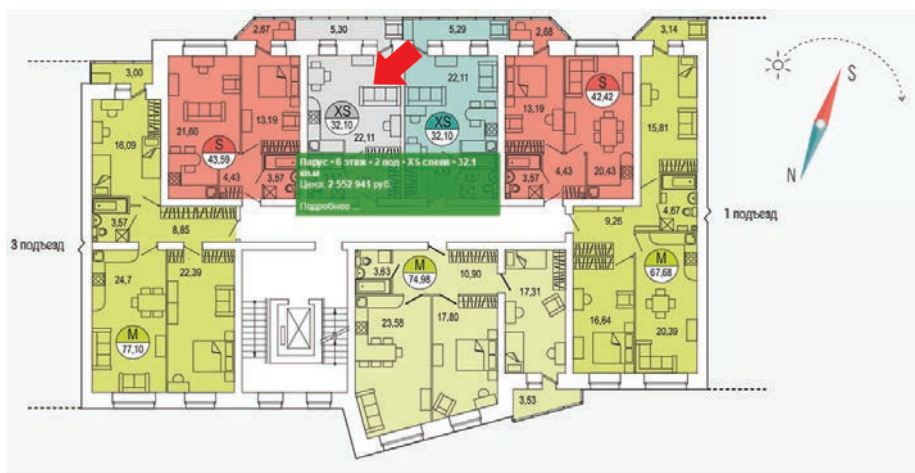 2,67
5,30
5,29
2,68
3,14
3,00
S
N
21,60
13,19
22,11
22,11
13,19
S
42,42
15,81
16,09
S
43,59
XS
32,10
XS
32,10
4,43
3,57
3,57
4,43
20,43
Парус • 6 этаж • 2 под • XS слева • 32.1
кв.м
Цена: 2 552 941 руб.
Подробнее ...
3,57
8,85
9,26
4,67
1 подъезд
3 подъезд
24,7
22,39
3,63
M
74,98
10,90
17,31
M
67,68
23,58
17,80
16,64
20,39
M
77,10
3,53